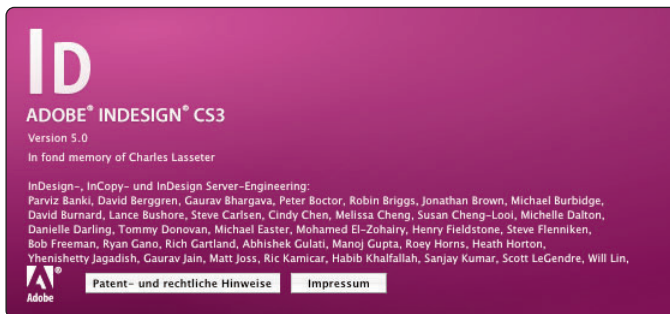 ID
ADOBE® INDESIGN® CS3
Version 5.0
In fond memory of Charles Lasseter
InDesign-, InCopy- und InDesign Server-Engineering:
Parviz Banki, David Berggren, Gaurav Bhargava, Peter Boctor, Robin Briggs, Jonathan Brown, Michael Burbidge,
David Burnard, Lance Bushore, Steve Carlsen, Cindy Chen, Melissa Cheng, Susan Cheng-Looi, Michelle Dalton,
Danielle Darling, Tommy Donovan, Michael Easter, Mohamed El-Zohairy, Henry Fieldstone, Steve Flenniken,
Bob Freeman, Ryan Gano, Rich Gartland, Abhishek Gulati, Manoj Gupta, Roey Horns, Heath Horton,
Yhenishetty Jagadish, Gaurav Jain, Matt Joss, Ric Kamicar, Habib Khalfallah, Sanjay Kumar, Scott LeGendre, Will Lin,
Adobe®
Patent- und rechtliche Hinweise
Impressum